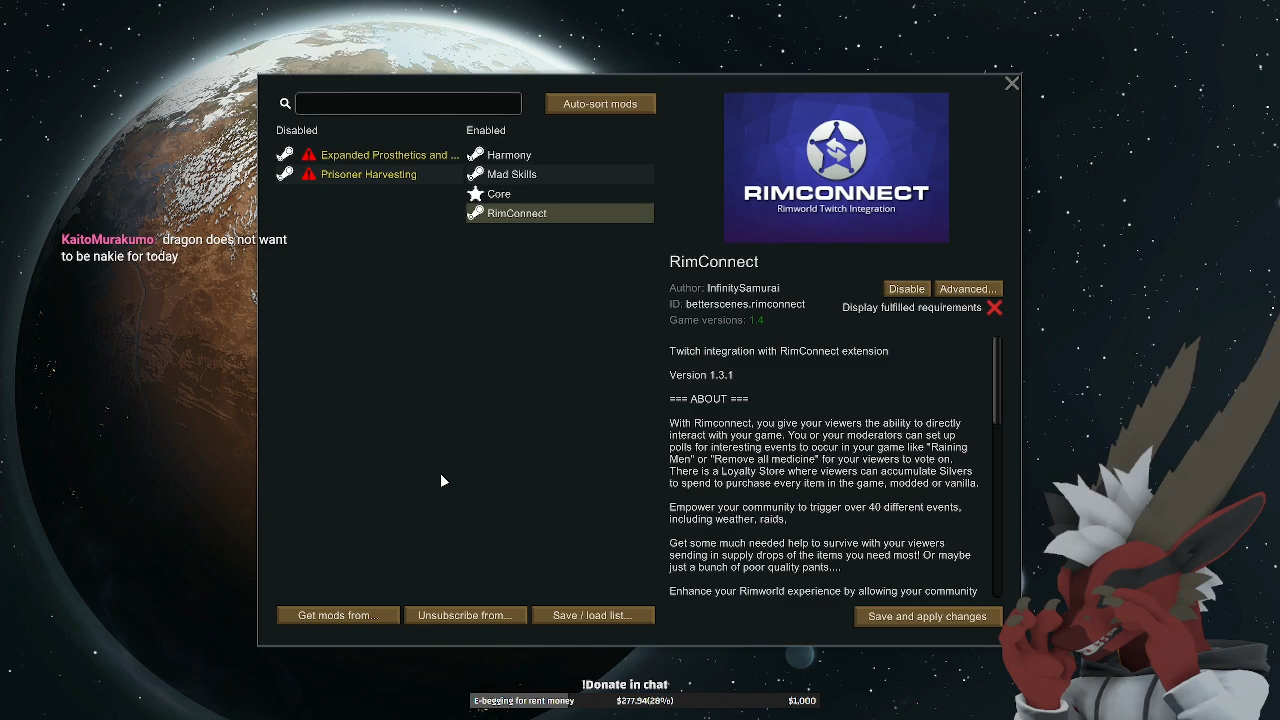 Auto-sort mods
Disabled
Enabled
Expanded Prosthetics and ...
Prisoner Harvesting
Harmony
Mad Skills
Core
RimConnect
KaitoMurakumo: dragon does not want
to be nakie for today
RIMCONNECT
Rimworld Twitch Integration
RimConnect
Author: InfinitySamurai
ID: betterscenes.rimconnect
Game versions: 1.4
Disable
Advanced...
Display fulfilled requirements
Twitch integration with RimConnect extension
Version 1.3.1
=== ABOUT ===
With Rimconnect, you give your viewers the ability to directly
interact with your game. You or your moderators can set up
polls for interesting events to occur in your game like "Raining
Men" or "Remove all medicine" for your viewers to vote on.
There is a Loyalty Store where viewers can accumulate Silvers
to spend to purchase every item in the game, modded or vanilla.
Empower your community to trigger over 40 different events,
including weather, raids,
Get some much needed help to survive with your viewers
sending in supply drops of the items you need most! Or maybe
just a bunch of poor quality pants....
Enhance your Rimworld experience by allowing your community
Get mods from...
Unsubscribe from...
Save / load list...
Save and apply changes
!Donate in chat
E-begging for rent money $277.94(28%) $1,000